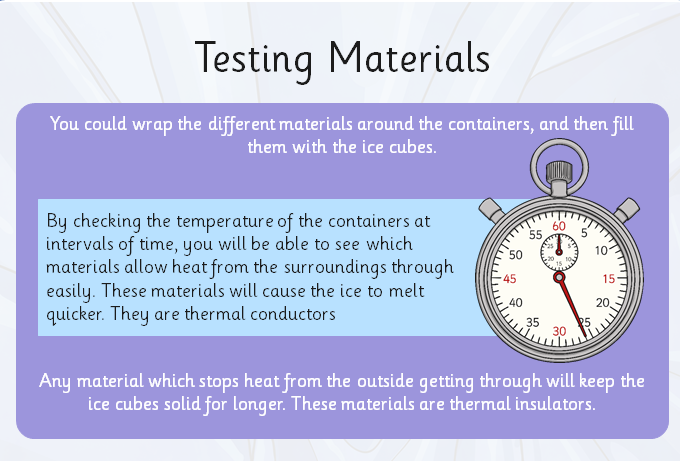 Testing Materials
You could wrap the different materials around the containers, and then fill
them with the ice cubes.
By checking the temperature of the containers at
intervals of time, you will be able to see which
materials allow heat from the surroundings through
easily. These materials will cause the ice to melt
quicker. They are thermal conductors
60
55 5
50 10
45 15
40 20
35 25
30
Any material which stops heat from the outside getting through will keep the
ice cubes solid for longer. These materials are thermal insulators.